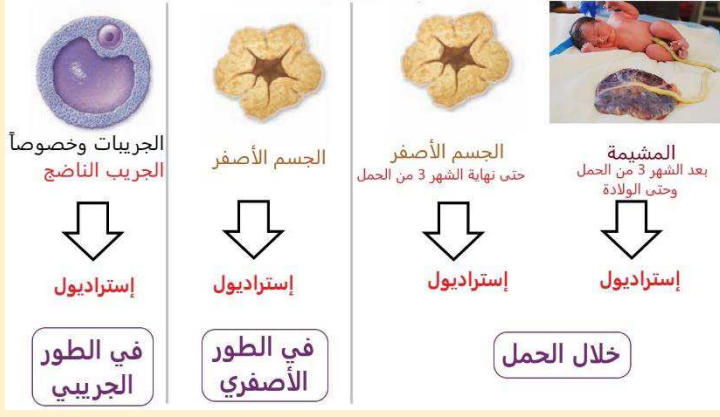 المشيمة
بعد الشهر 3 من الحمل
وحتى الولادة
إستراديول
الجسم الأصفر
حتى نهاية الشهر 3 من الحمل
إستراديول
خلال الحمل
الجسم الأصفر
إستراديول
في الطور
الأصفري
الجريبات وخصوصاً
الجريب الناضج
إستراديول
في الطور
الجريبي